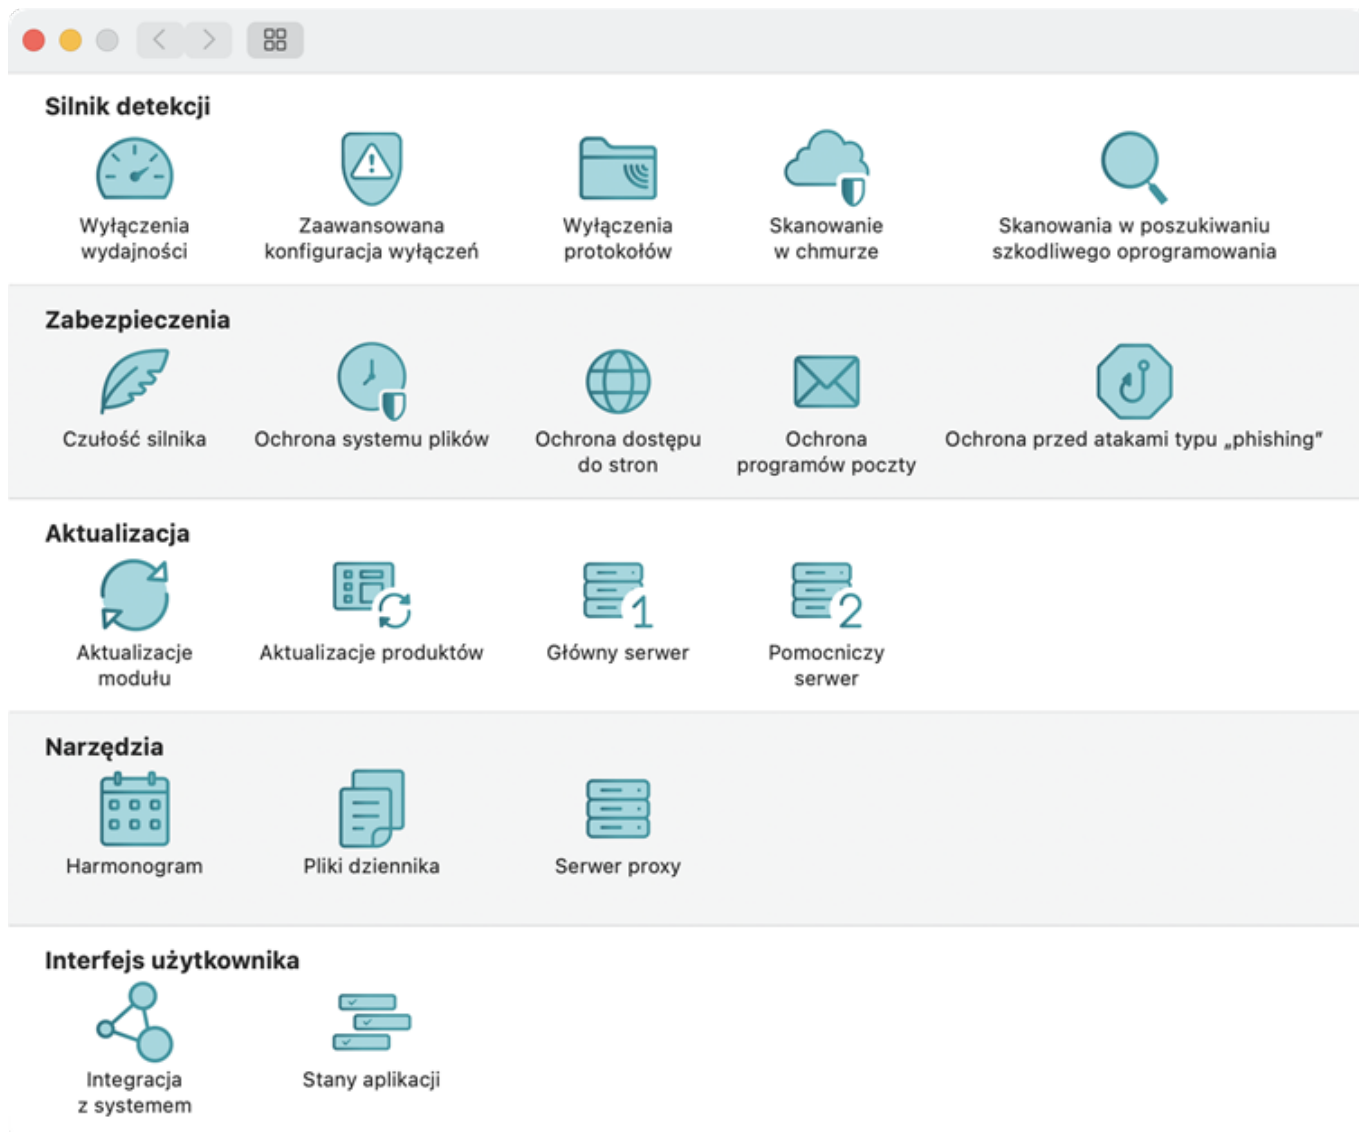 Silnik detekcji
Wyłączenia
wydajności
Zaawansowana
konfiguracja wyłączeń
Wyłączenia
protokołów
Skanowanie
w chmurze
Skanowania w poszukiwaniu
szkodliwego oprogramowania
Zabezpieczenia
Czułość silnika
Ochrona systemu plików
Ochrona dostępu
do stron
Ochrona
programów poczty
Ochrona przed atakami typu „phishing”
Aktualizacja
Aktualizacje
modułu
Aktualizacje produktów
1
Główny serwer
2
Pomocniczy
serwer
Narzędzia
Harmonogram
Pliki dziennika
Serwer proxy
Interfejs użytkownika
Integracja
z systemem
Stany aplikacji